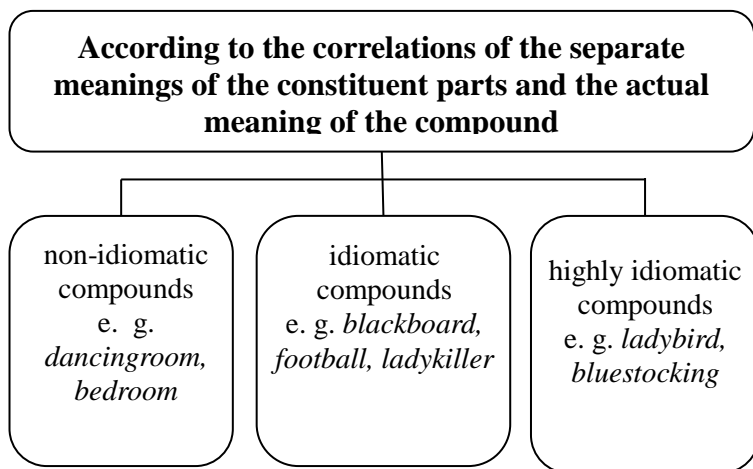 According to the correlations of the separate
meanings of the constituent parts and the actual
meaning of the compound
non-idiomatic
compounds
e. g.
dancingroom,
bedroom
idiomatic
compounds
e. g. blackboard,
football, ladykiller
highly idiomatic
compounds
e. g. ladybird,
bluestocking